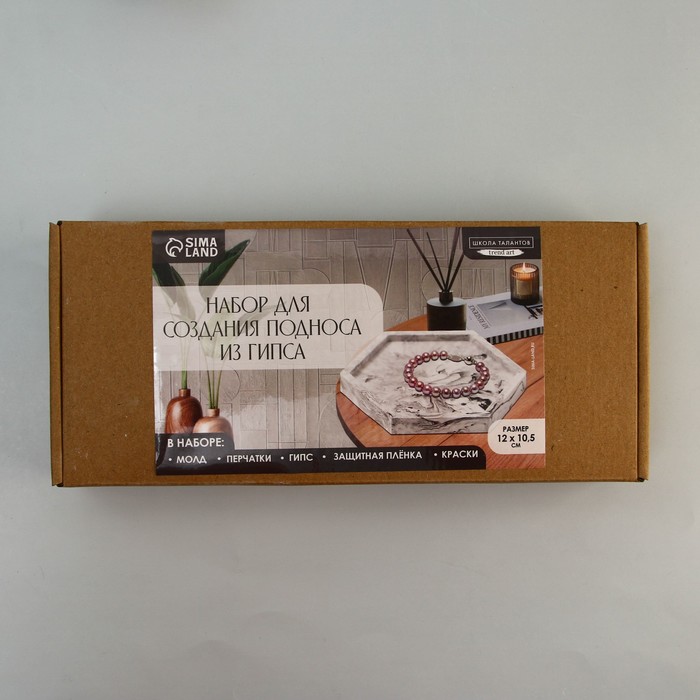 SIMA
LAND
ШКОЛА ТАЛАНТОВ
trend art
НАБОР ДЛЯ
СОЗДАНИЯ ПОДНОСА
ИЗ ГИПСА
РАЗМЕР
12 х 10,5
СМ
В НАБОРЕ:
• МОЛД • ПЕРЧАТКИ • ГИПС • ЗАЩИТНАЯ ПЛЁНКА • КРАСКИ